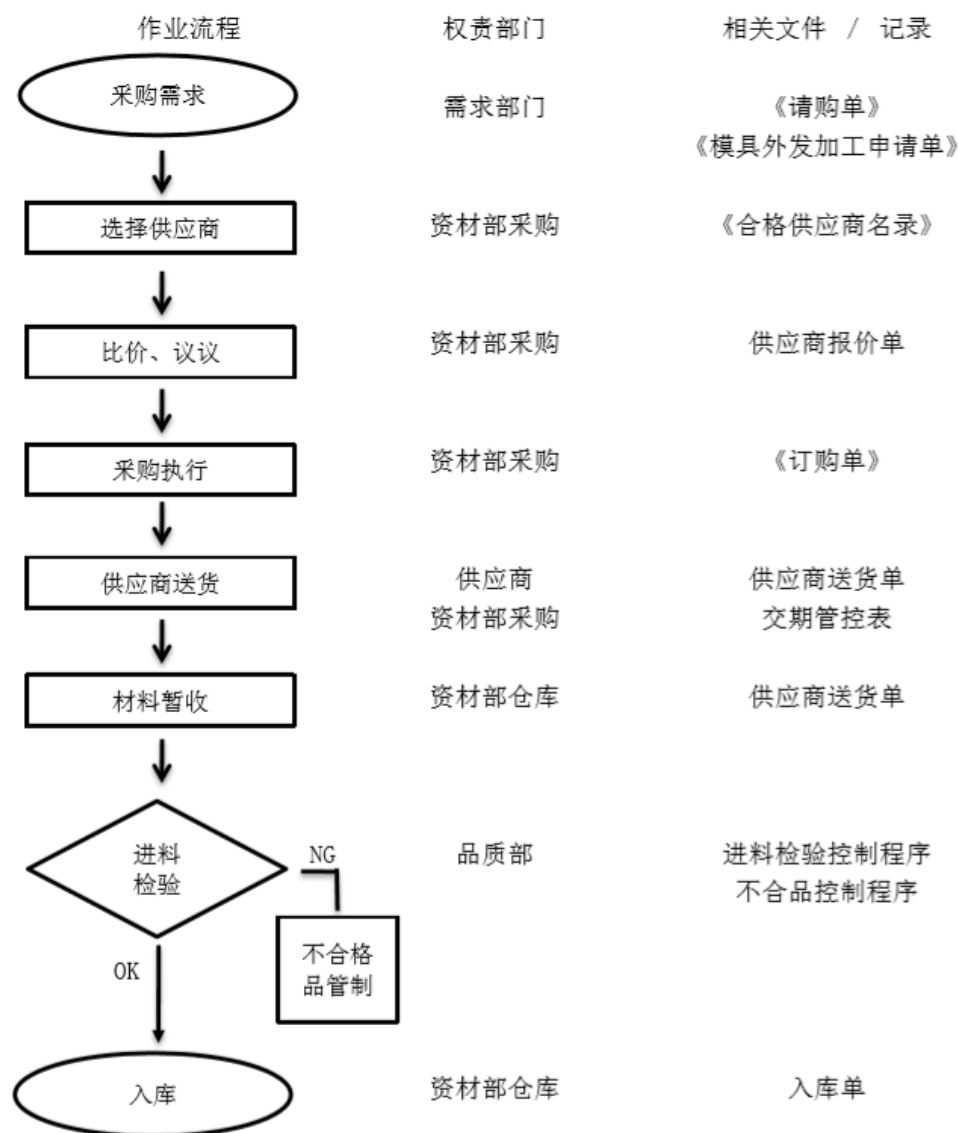 作业流程 权责部门 相关文件 / 记录
采购需求 需求部门 《请购单》
《模具外发加工申请单》
选择供应商 资材部采购 《合格供应商名录》
比价、议议 资材部采购 供应商报价单
采购执行 资材部采购 《订购单》
供应商送货 供应商 供应商送货单
资材部采购 交期管控表
材料暂收 资材部仓库 供应商送货单
进料 NG 品质部 进料检验控制程序
检验 不合品控制程序
OK 不合格
品管制
入库 资材部仓库 入库单